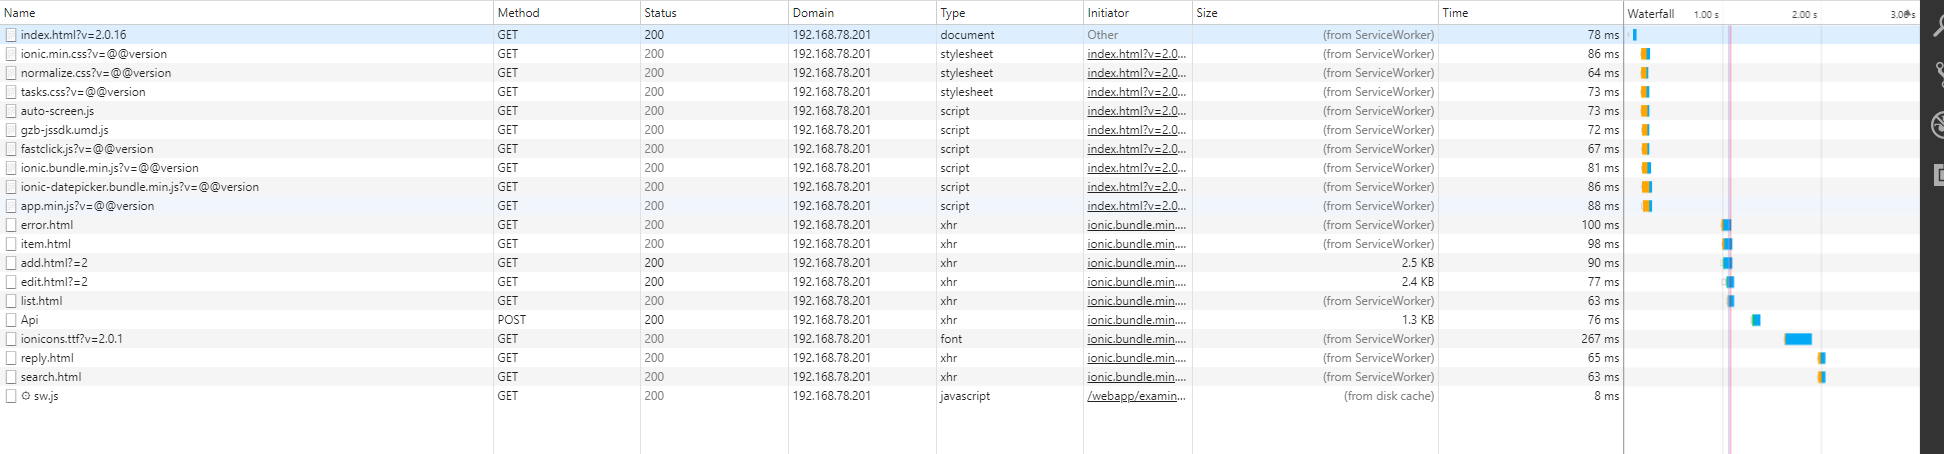 Name Method Status Domain Type Initiator Size Time Waterfall 1.00 s 2.00 s 3.00 s
index.html?v=2.0.16 GET 200 192.168.78.201 document Other (from ServiceWorker) 78 ms
ionic.min.css?v=@@version GET 200 192.168.78.201 stylesheet index.html?v=2.0... (from ServiceWorker) 86 ms
normalize.css?v=@@version GET 200 192.168.78.201 stylesheet index.html?v=2.0... (from ServiceWorker) 64 ms
tasks.css?v=@@version GET 200 192.168.78.201 stylesheet index.html?v=2.0... (from ServiceWorker) 73 ms
auto-screen.js GET 200 192.168.78.201 script index.html?v=2.0... (from ServiceWorker) 73 ms
gzb-jssdk.umd.js GET 200 192.168.78.201 script index.html?v=2.0... (from ServiceWorker) 72 ms
fastclick.js?v=@@version GET 200 192.168.78.201 script index.html?v=2.0... (from ServiceWorker) 67 ms
ionic.bundle.min.js?v=@@version GET 200 192.168.78.201 script index.html?v=2.0... (from ServiceWorker) 81 ms
ionic-datepicker.bundle.min.js?v=@@version GET 200 192.168.78.201 script index.html?v=2.0... (from ServiceWorker) 86 ms
app.min.js?v=@@version GET 200 192.168.78.201 script index.html?v=2.0... (from ServiceWorker) 88 ms
error.html GET 200 192.168.78.201 xhr ionic.bundle.min.... (from ServiceWorker) 100 ms
item.html GET 200 192.168.78.201 xhr ionic.bundle.min.... (from ServiceWorker) 98 ms
add.html?=2 GET 200 192.168.78.201 xhr ionic.bundle.min.... 2.5 KB 90 ms
edit.html?=2 GET 200 192.168.78.201 xhr ionic.bundle.min.... 2.4 KB 77 ms
list.html GET 200 192.168.78.201 xhr ionic.bundle.min.... (from ServiceWorker) 63 ms
Api POST 200 192.168.78.201 xhr ionic.bundle.min.... 1.3 KB 76 ms
ionicons.ttf?v=2.0.1 GET 200 192.168.78.201 font ionic.bundle.min.... (from ServiceWorker) 267 ms
reply.html GET 200 192.168.78.201 xhr ionic.bundle.min.... (from ServiceWorker) 65 ms
search.html GET 200 192.168.78.201 xhr ionic.bundle.min.... (from ServiceWorker) 63 ms
sw.js GET 200 192.168.78.201 javascript /webapp/examin... (from disk cache) 8 ms